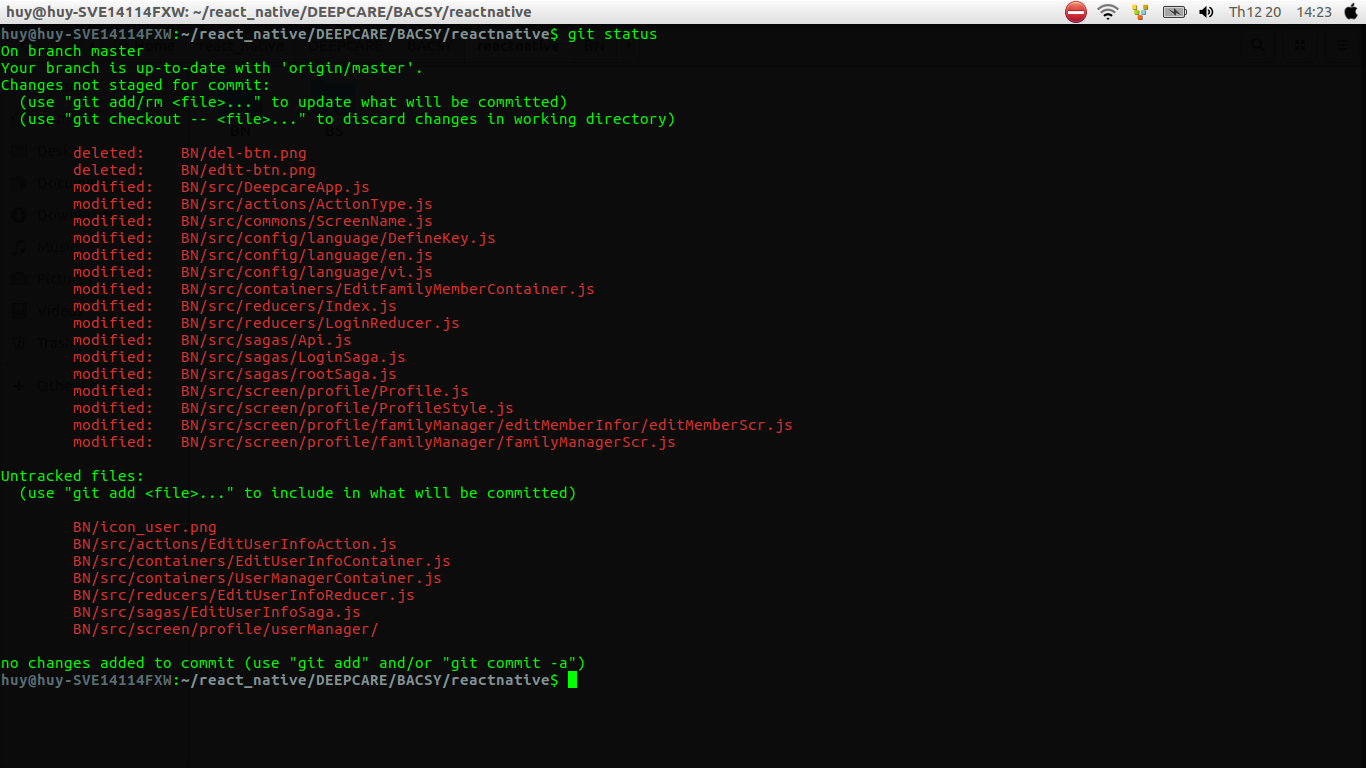 huy@huy-SVE14114FXW: ~/react_native/DEEPCARE/BACSY/reactnative
Th12 20 14:23
huy@huy-SVE14114FXW:~/react_native/DEEPCARE/BACSY/reactnative$ git status
On branch master
Your branch is up-to-date with 'origin/master'.
Changes not staged for commit:
  (use "git add/rm <file>..." to update what will be committed)
  (use "git checkout -- <file>..." to discard changes in working directory)
BN BS
        deleted:    BN/del-btn.png
        deleted:    BN/edit-btn.png
        modified:   BN/src/DeepcareApp.js
        modified:   BN/src/actions/ActionType.js
        modified:   BN/src/commons/ScreenName.js
        modified:   BN/src/config/language/DefineKey.js
        modified:   BN/src/config/language/en.js
        modified:   BN/src/config/language/vi.js
        modified:   BN/src/containers/EditFamilyMemberContainer.js
        modified:   BN/src/reducers/Index.js
        modified:   BN/src/reducers/LoginReducer.js
        modified:   BN/src/sagas/Api.js
        modified:   BN/src/sagas/LoginSaga.js
        modified:   BN/src/sagas/rootSaga.js
        modified:   BN/src/screen/profile/Profile.js
        modified:   BN/src/screen/profile/ProfileStyle.js
        modified:   BN/src/screen/profile/familyManager/editMemberInfor/editMemberScr.js
        modified:   BN/src/screen/profile/familyManager/familyManagerScr.js
Untracked files:
  (use "git add <file>..." to include in what will be committed)
        BN/icon_user.png
        BN/src/actions/EditUserInfoAction.js
        BN/src/containers/EditUserInfoContainer.js
        BN/src/containers/UserManagerContainer.js
        BN/src/reducers/EditUserInfoReducer.js
        BN/src/sagas/EditUserInfoSaga.js
        BN/src/screen/profile/userManager/
no changes added to commit (use "git add" and/or "git commit -a")
huy@huy-SVE14114FXW:~/react_native/DEEPCARE/BACSY/reactnative$